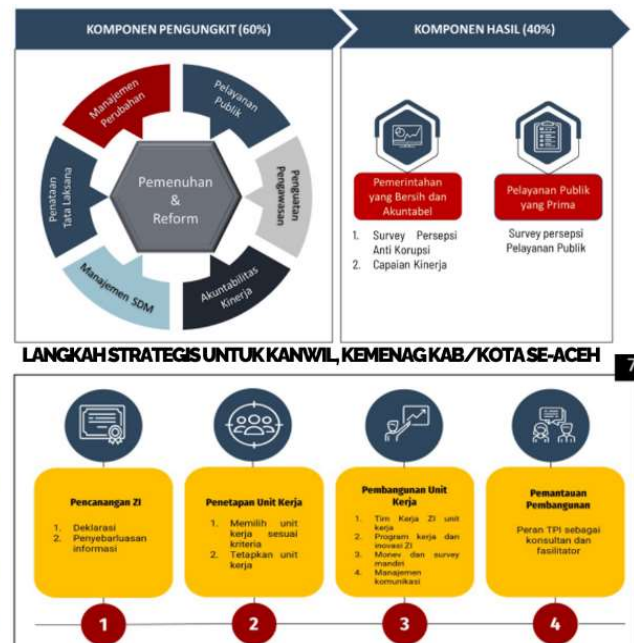 KOMPONEN PENGUNGKIT (60%)
KOMPONEN HASIL (40%)
Manajemen
Perubahan
Pelayanan
Publik
Penataan
Tata Laksana
Pemenuhan
&
Reform
Penguatan
Pengawasan
Manajemen SDM
Akuntabilitas
Kinerja
Pemerintahan
yang Bersih dan
Akuntabel
1. Survey Persepsi
Anti Korupsi
2. Capaian Kinerja
Pelayanan Publik
yang Prima
Survey persepsi
Pelayanan Publik
LANGKAH STRATEGIS UNTUK KANWIL, KEMENAG KAB/KOTA SE-ACEH
7
Pencanangan ZI
1. Deklarasi
2. Penyebarluasan
informasi
1
Penetapan Unit Kerja
1. Memilih unit
kerja sesuai
kriteria
2. Tetapkan unit
kerja
2
Pembangunan Unit
Kerja
1. Tim Kerja ZI unit
kerja
2. Program kerja dan
inovasi ZI
3. Monev dan survey
mandiri
4. Manajemen
komunikasi
3
Pemantauan
Pembangunan
Peran TPI sebagai
konsultan dan
fasilitator
4